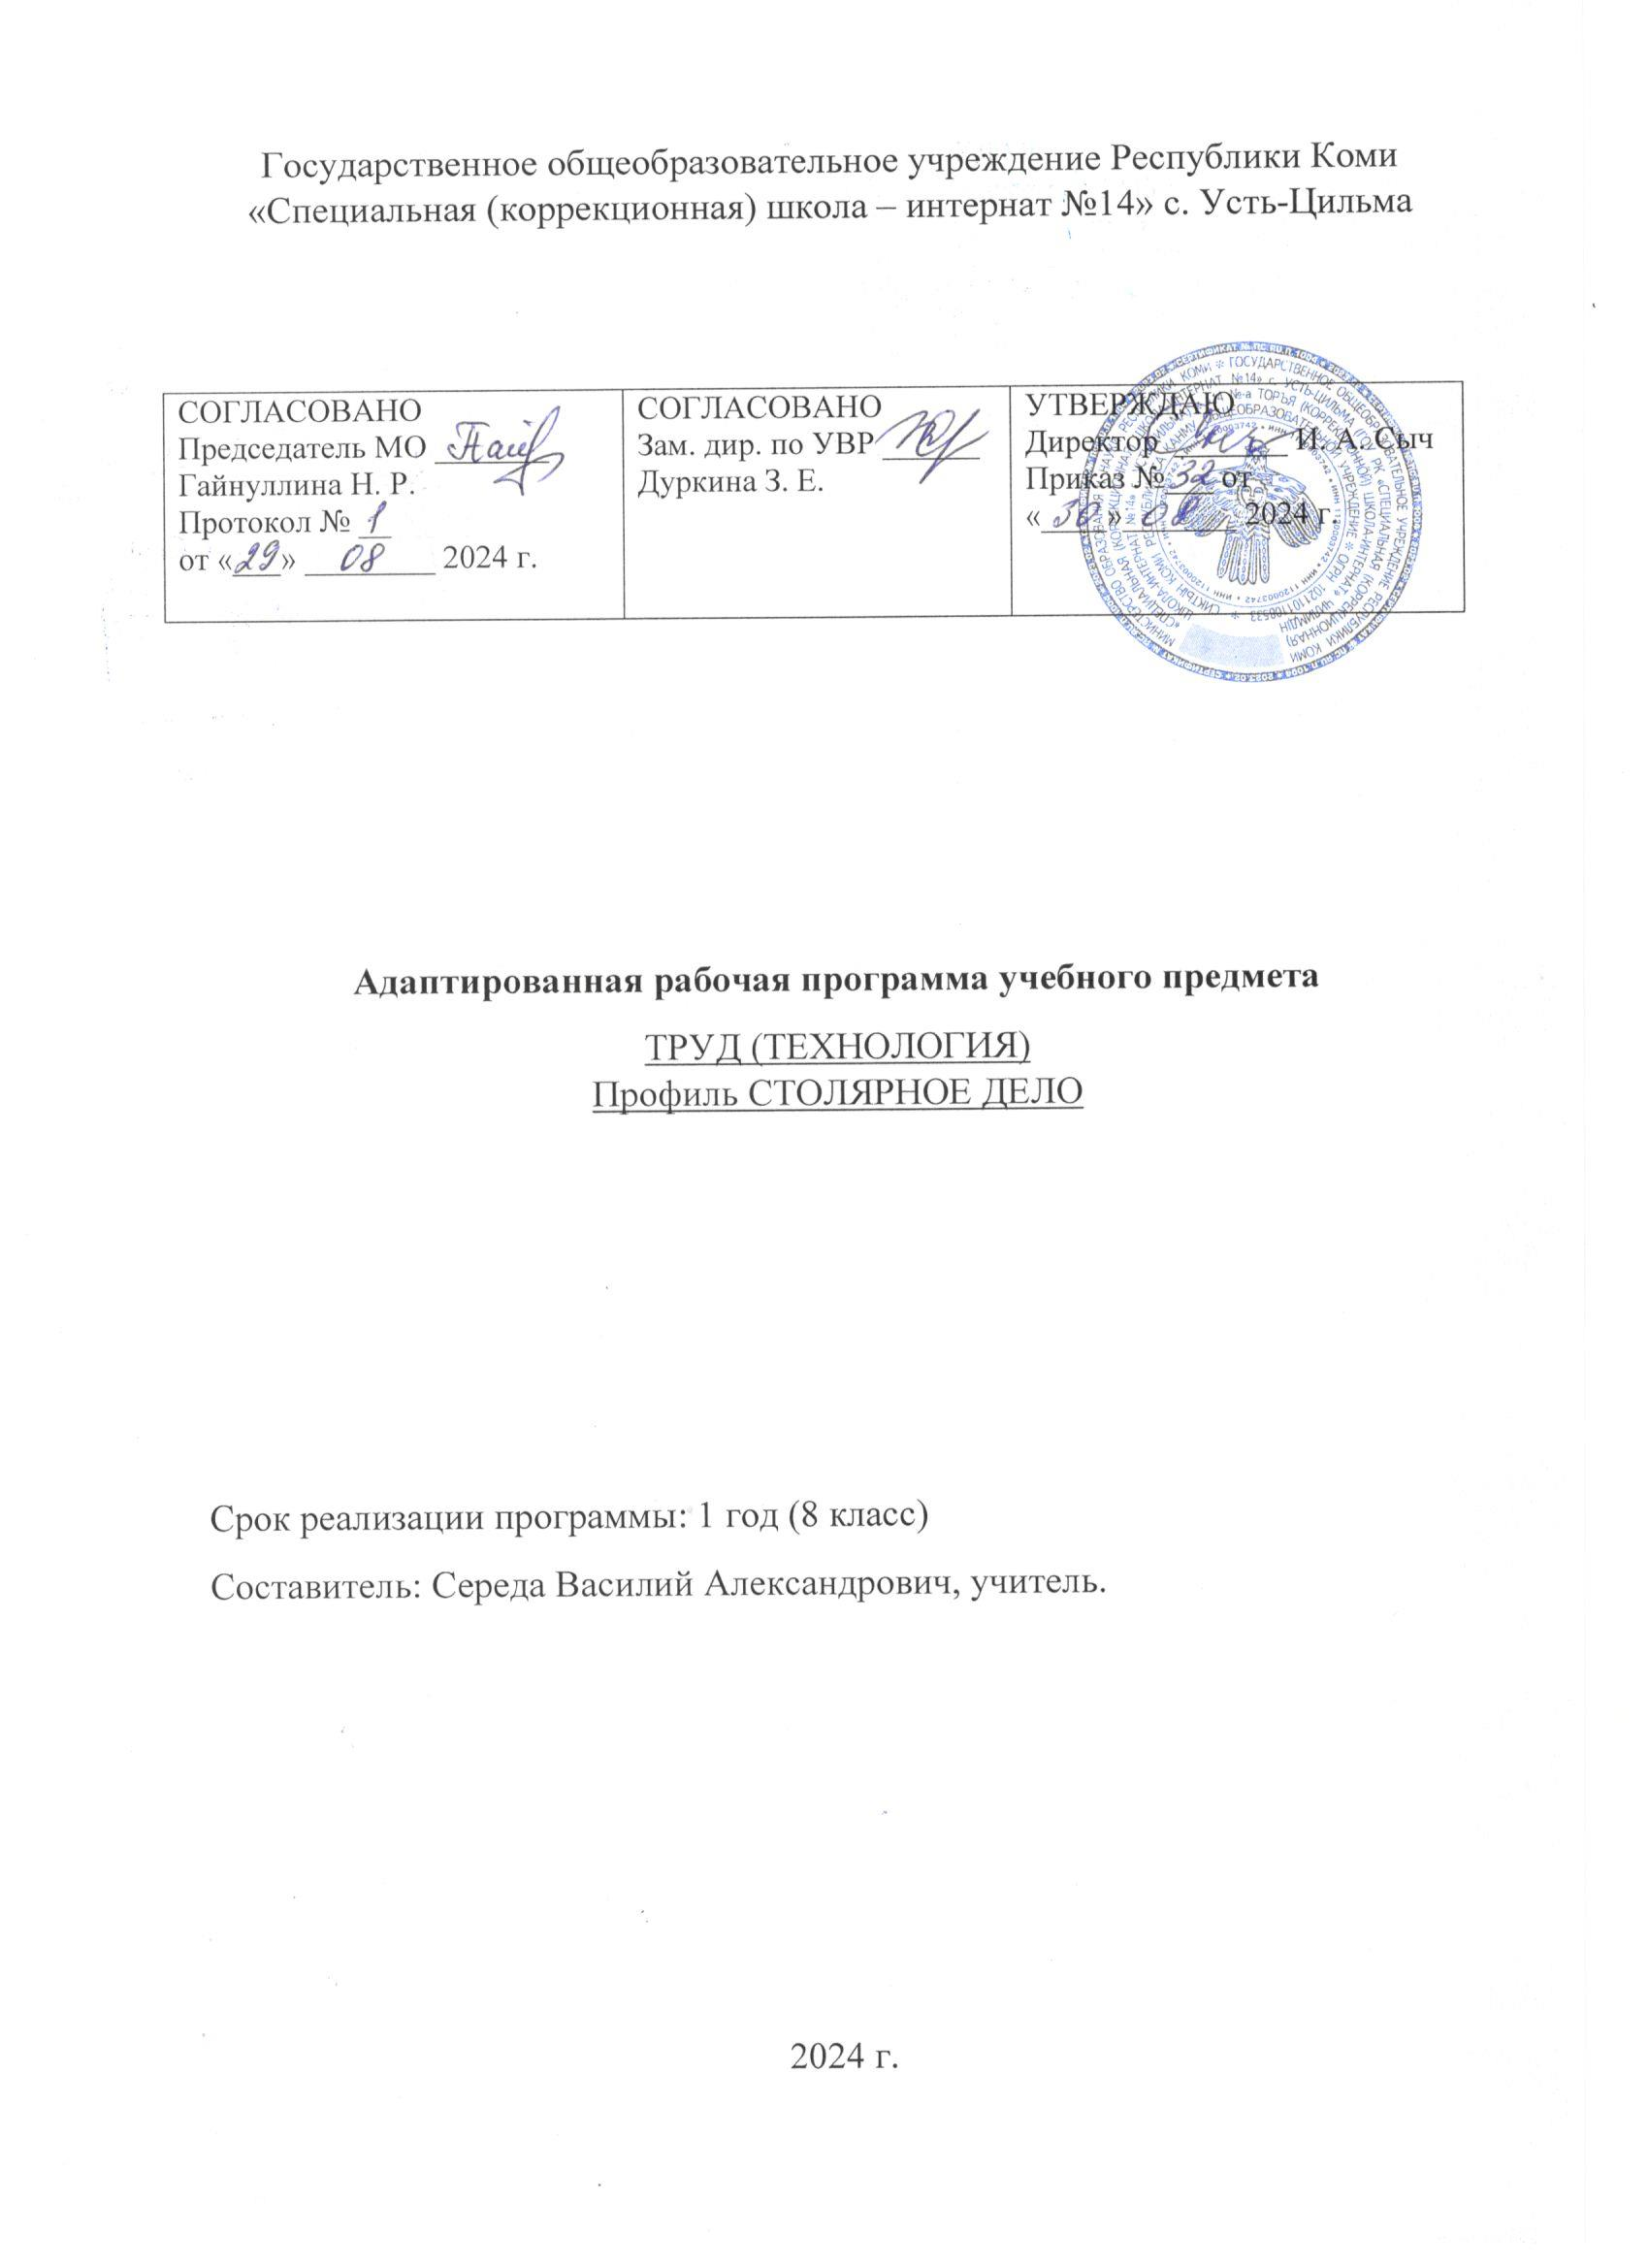 Государственное общеобразовательное учреждение Республики Коми
«Специальная (коррекционная) школа – интернат №14» с. Усть-Цильма
СОГЛАСОВАНО
Председатель МО
Гайнуллина Н. Р.
Протокол № 1
от «29» 08 2024 г.
СОГЛАСОВАНО
Зам. дир. по УВР
Дуркина З. Е.
УТВЕРЖДАЮ
Директор И. А. Сыч
Приказ № 32 от
«30» 08 2024 г.
Адаптированная рабочая программа учебного предмета
ТРУД (ТЕХНОЛОГИЯ)
Профиль СТОЛЯРНОЕ ДЕЛО
Срок реализации программы: 1 год (8 класс)
Составитель: Середа Василий Александрович, учитель.
2024 г.